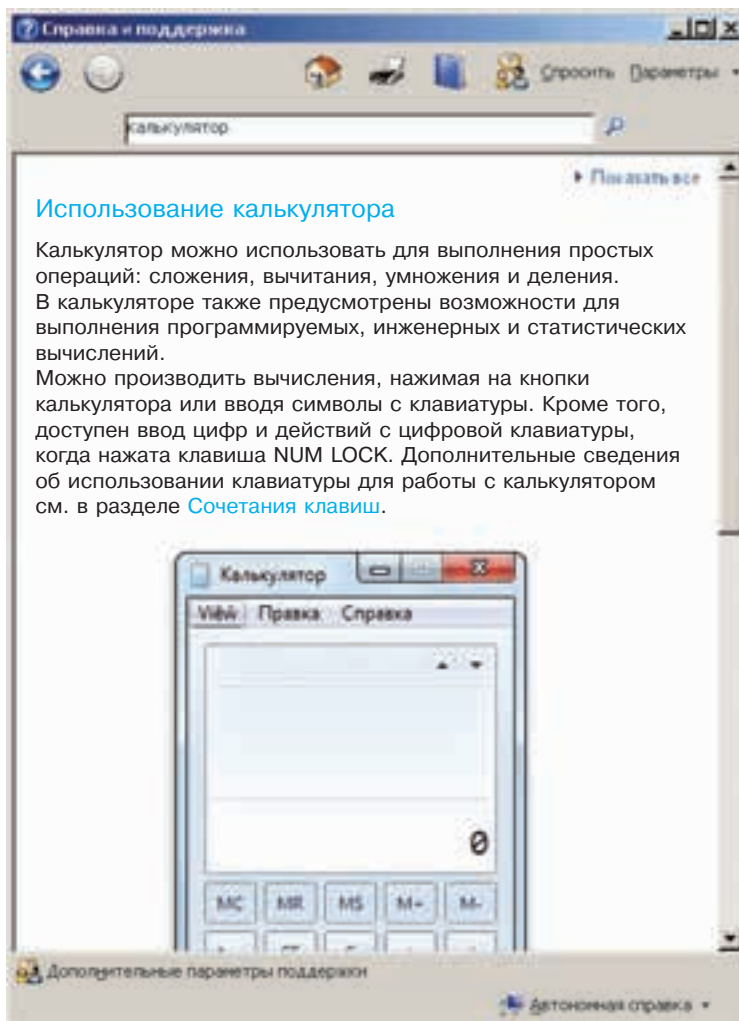 Справка и поддержка
Спросить Параметры
калькулятор
Показать все
Использование калькулятора
Калькулятор можно использовать для выполнения простых
операций: сложения, вычитания, умножения и деления.
В калькуляторе также предусмотрены возможности для
выполнения программируемых, инженерных и статистических
вычислений.
Можно производить вычисления, нажимая на кнопки
калькулятора или вводя символы с клавиатуры. Кроме того,
доступен ввод цифр и действий с цифровой клавиатуры,
когда нажата клавиша NUM LOCK. Дополнительные сведения
об использовании клавиатуры для работы с калькулятором
см. в разделе Сочетания клавиш.
Калькулятор
View Правка Справка
0
MC MR MS M+ M-
Дополнительные параметры поддержки
Автономная справка